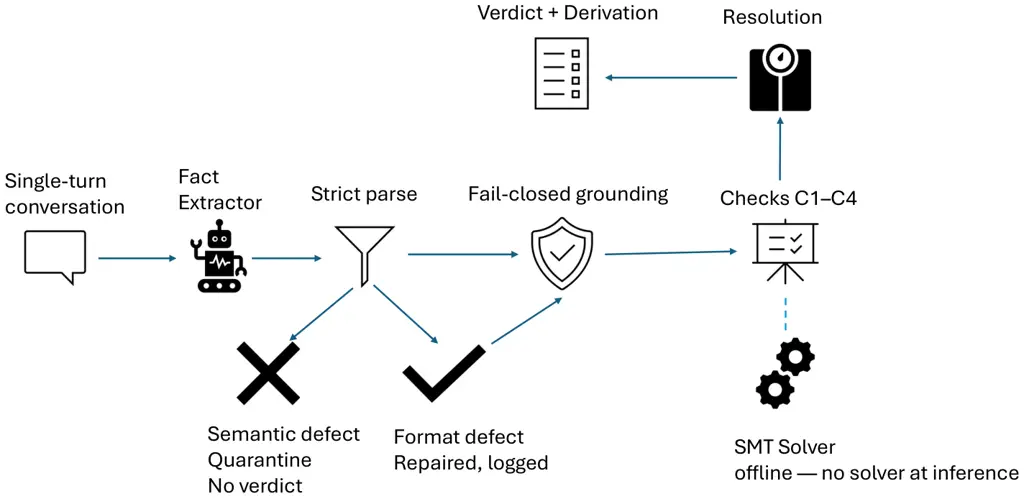 Verdict + Derivation
Resolution
Single-turn
conversation
Fact
Extractor
Strict parse
Fail-closed grounding
Checks C1–C4
Semantic defect
Quarantine
No verdict
Format defect
Repaired, logged
SMT Solver
offline — no solver at inference